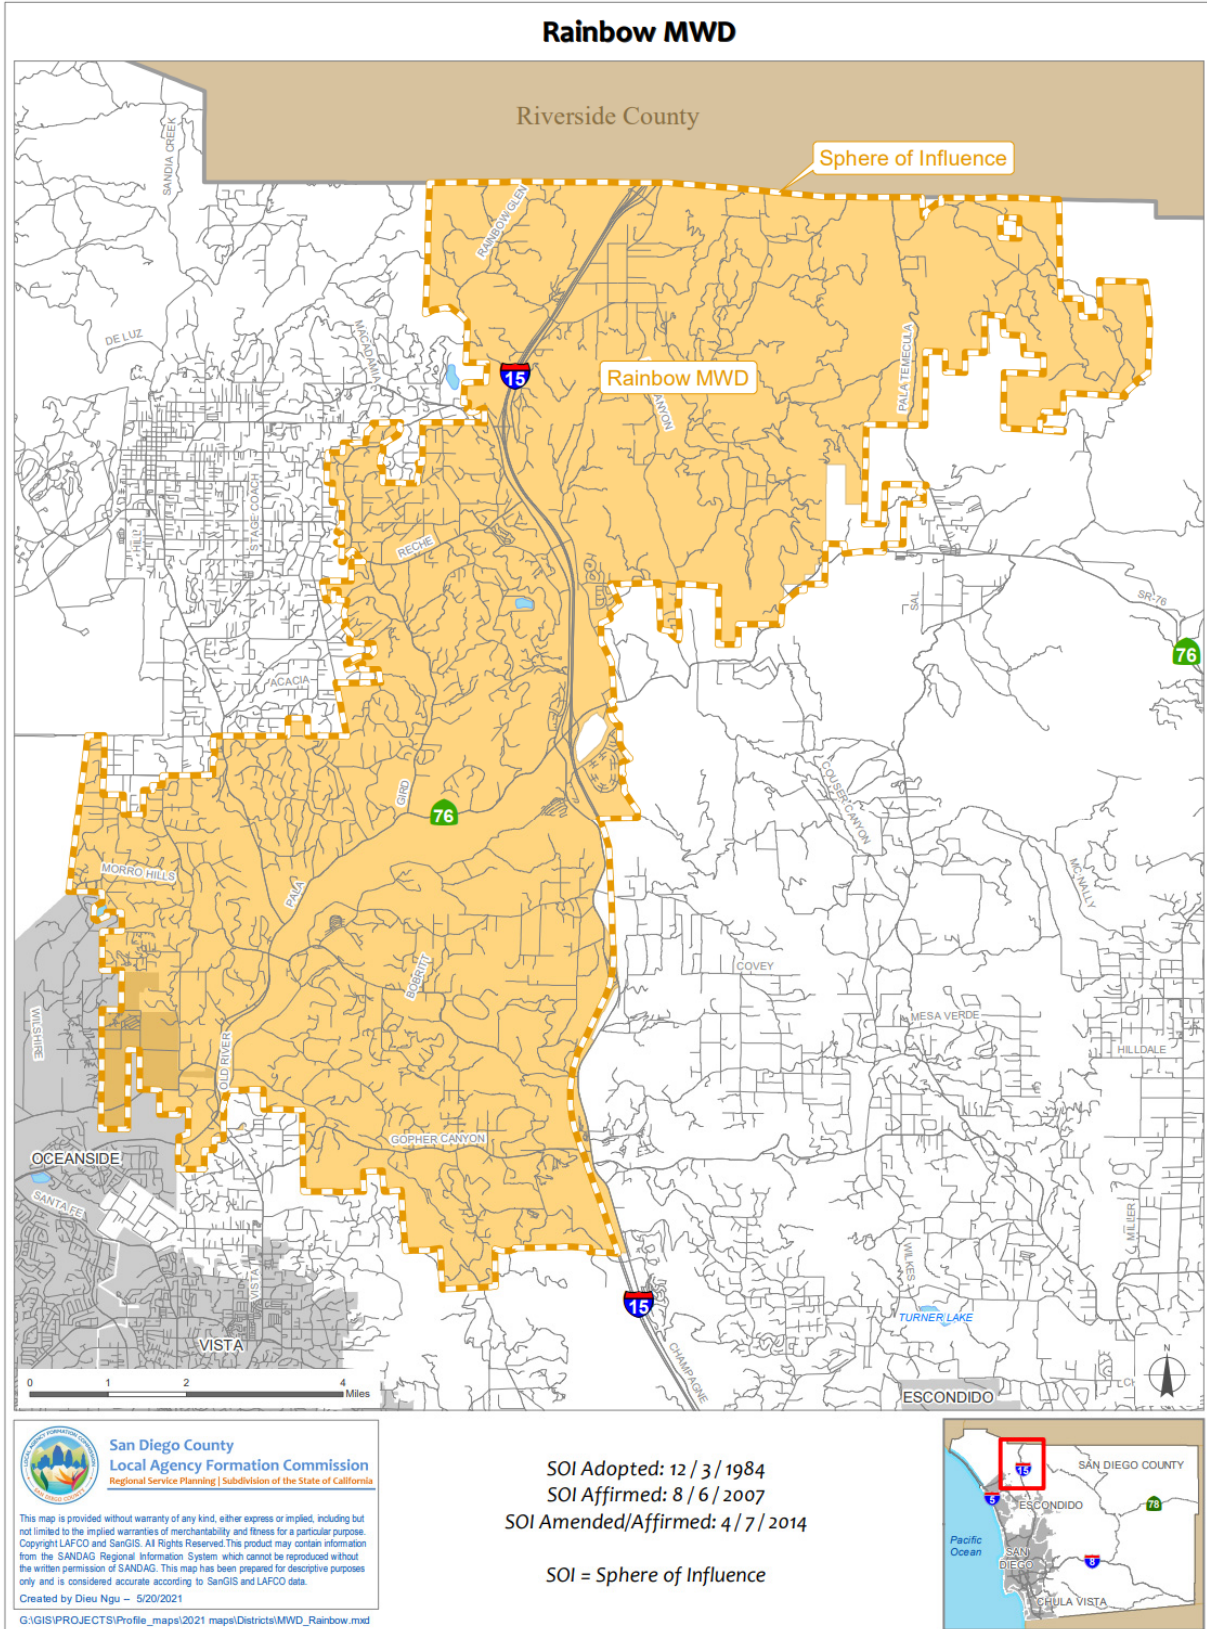 Rainbow MWD
Riverside County
SANDIA CREEK
Sphere of Influence
RAINBOW GLEN
DE LUZ
MACADAMIA
15
Rainbow MWD
ANYON
PALA TEMECULA
STAGE COACH
HILL
RECHE
SAL
SR-76
76
ACACIA
GIRD
76
COUSER CANYON
MORRO HILLS
PALA
MC NALLY
BOBRITT
COVEY
WILSHIRE
OLD RIVER
MESA VERDE
HILLDALE
GOPHER CANYON
OCEANSIDE
SANTA FE
MILLER
WILKES
VISTA
15
TURNER LAKE
VISTA
CHAMPAGNE
N
0 1 2 4
Miles
ESCONDIDO
LOCAL AGENCY FORMATION COMMISSION
SAN DIEGO COUNTY
San Diego County
Local Agency Formation Commission
Regional Service Planning | Subdivision of the State of California
This map is provided without warranty of any kind, either express or implied, including but
not limited to the implied warranties of merchantability and fitness for a particular purpose.
Copyright LAFCO and SanGIS. All Rights Reserved.This product may contain information
from the SANDAG Regional Information System which cannot be reproduced without
the written permission of SANDAG. This map has been prepared for descriptive purposes
only and is considered accurate according to SanGIS and LAFCO data.
Created by Dieu Ngu – 5/20/2021
G:\GIS\PROJECTS\Profile_maps\2021 maps\Districts\MWD_Rainbow.mxd
SOI Adopted: 12 / 3 / 1984
SOI Affirmed: 8 / 6 / 2007
SOI Amended/Affirmed: 4 / 7 / 2014
SOI = Sphere of Influence
SAN DIEGO COUNTY
15
5
ESCONDIDO
78
Pacific
Ocean
SAN
DIEGO
8
CHULA VISTA